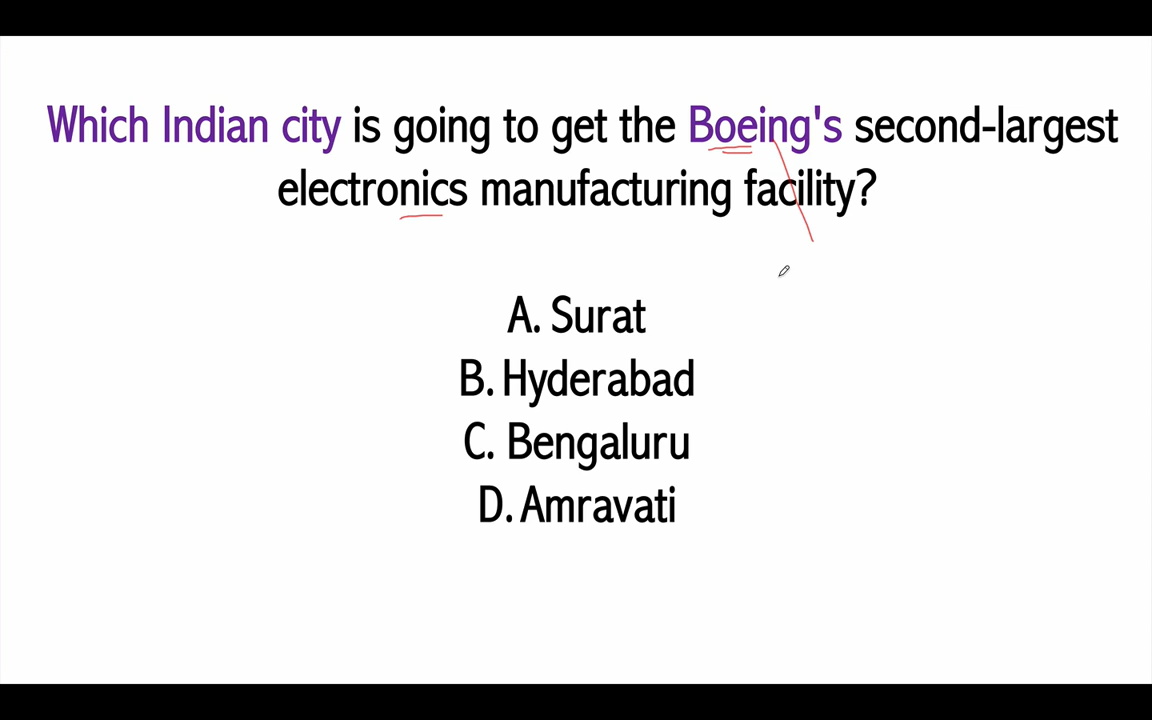 Which Indian city is going to get the Boeing's second-largest
electronics manufacturing facility?
A. Surat
B. Hyderabad
C. Bengaluru
D. Amravati